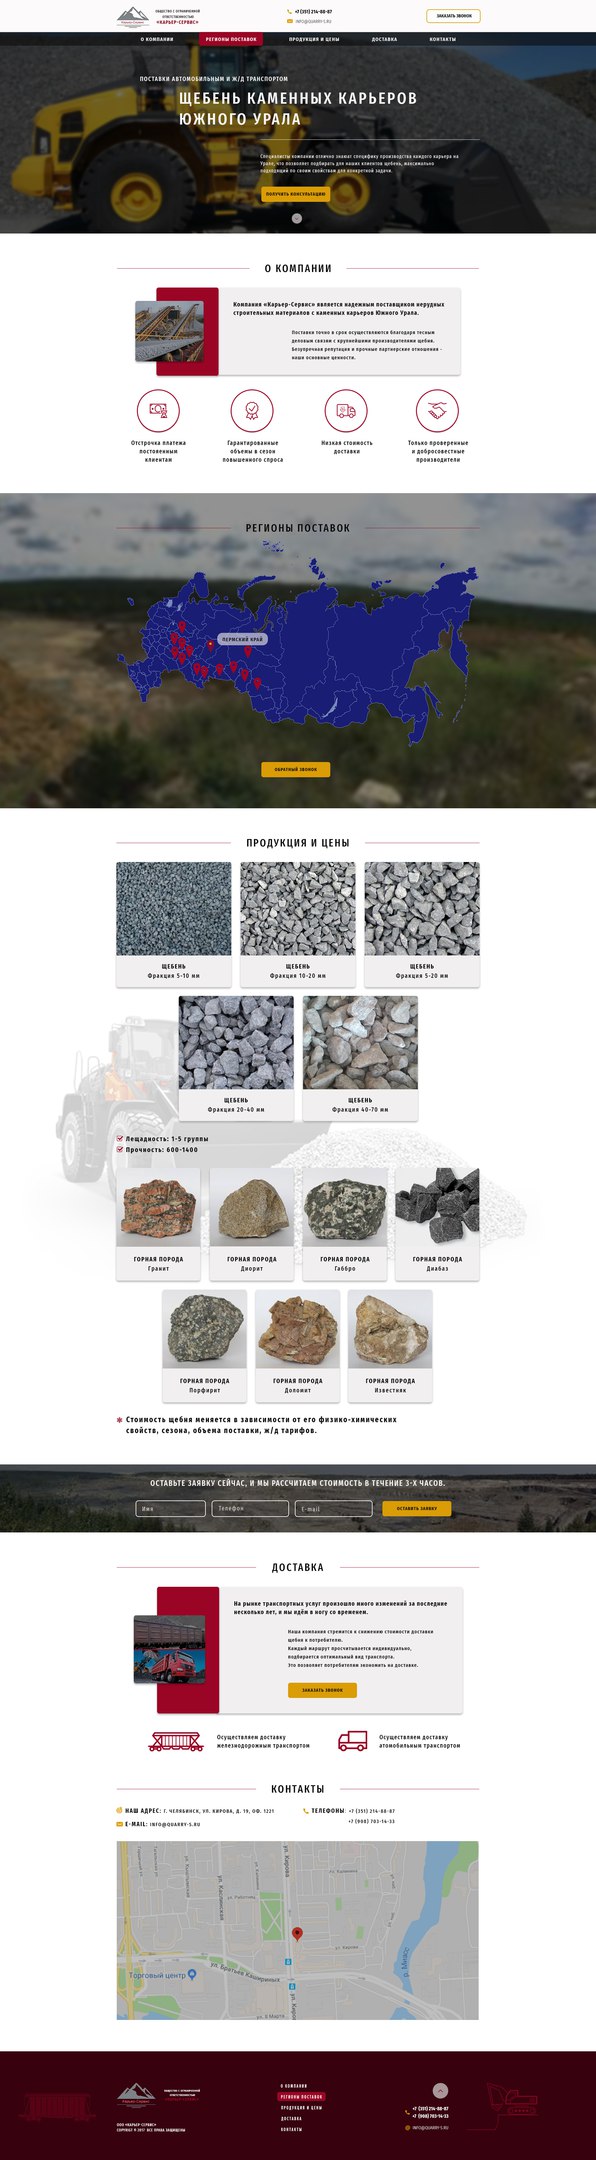 ОБЩЕСТВО С ОГРАНИЧЕННОЙ
ОТВЕТСТВЕННОСТЬЮ
«КАРЬЕР-СЕРВИС»
+7 (351) 214-88-87
INFO@QUARRY-S.RU
ЗАКАЗАТЬ ЗВОНОК
О КОМПАНИИ
РЕГИОНЫ ПОСТАВОК
ПРОДУКЦИЯ И ЦЕНЫ
ДОСТАВКА
КОНТАКТЫ
ПОСТАВКИ АВТОМОБИЛЬНЫМ И Ж/Д ТРАНСПОРТОМ
ЩЕБЕНЬ КАМЕННЫХ КАРЬЕРОВ
ЮЖНОГО УРАЛА
Специалисты компании отлично знают специфику производства каждого карьера на
Урале, что позволяет подбирать для наших клиентов щебень, максимально
подходящий по своим свойствам для конкретной задачи.
ПОЛУЧИТЬ КОНСУЛЬТАЦИЮ
О КОМПАНИИ
Компания «Карьер-Сервис» является надежным поставщиком нерудных
строительных материалов с каменных карьеров Южного Урала.
Поставки точно в срок осуществляются благодаря тесным
деловым связям с крупнейшими производителями щебня.
Безупречная репутация и прочные партнерские отношения -
наши основные ценности.
Отстрочка платежа
постоянным
клиентам
Гарантированные
объемы в сезон
повышенного спроса
Низкая стоимость
доставки
Только проверенные
и добросовестные
производители
РЕГИОНЫ ПОСТАВОК
ПЕРМСКИЙ КРАЙ
ОБРАТНЫЙ ЗВОНОК
ПРОДУКЦИЯ И ЦЕНЫ
ЩЕБЕНЬ
Фракция 5-10 мм
ЩЕБЕНЬ
Фракция 10-20 мм
ЩЕБЕНЬ
Фракция 5-20 мм
ЩЕБЕНЬ
Фракция 20-40 мм
ЩЕБЕНЬ
Фракция 40-70 мм
Лещадность: 1-5 группы
Прочность: 600-1400
ГОРНАЯ ПОРОДА
Гранит
ГОРНАЯ ПОРОДА
Диорит
ГОРНАЯ ПОРОДА
Габбро
ГОРНАЯ ПОРОДА
Диабаз
ГОРНАЯ ПОРОДА
Порфирит
ГОРНАЯ ПОРОДА
Доломит
ГОРНАЯ ПОРОДА
Известняк
* Стоимость щебня меняется в зависимости от его физико-химических
свойств, сезона, объема поставки, ж/д тарифов.
ОСТАВЬТЕ ЗАЯВКУ СЕЙЧАС, И МЫ РАССЧИТАЕМ СТОИМОСТЬ В ТЕЧЕНИЕ 3-Х ЧАСОВ.
Имя
Телефон
E-mail
ОСТАВИТЬ ЗАЯВКУ
ДОСТАВКА
На рынке транспортных услуг произошло много изменений за последние
несколько лет, и мы идём в ногу со временем.
Наша компания стремится к снижению стоимости доставки
щебня к потребителю.
Каждый маршрут просчитывается индивидуально,
подбирается оптимальный вид транспорта.
Это позволяет потребителям экономить на доставке.
ЗАКАЗАТЬ ЗВОНОК
Осуществляем доставку
железнодорожным транспортом
Осуществляем доставку
атомобильным транспортом
КОНТАКТЫ
НАШ АДРЕС: Г. ЧЕЛЯБИНСК, УЛ. КИРОВА, Д. 19, ОФ. 1221
E-MAIL: INFO@QUARRY-S.RU
ТЕЛЕФОНЫ: +7 (351) 214-88-87
+7 (908) 703-14-33
ул. Кирова
ул. Каслинская
ул. Братьев Кашириных
Торговый центр
р. Миасс
ул. Кирова
ОБЩЕСТВО С ОГРАНИЧЕННОЙ
ОТВЕТСТВЕННОСТЬЮ
ООО «КАРЬЕР-СЕРВИС»
COPYRIGT © 2017 ВСЕ ПРАВА ЗАЩИЩЕНЫ
О КОМПАНИИ
РЕГИОНЫ ПОСТАВОК
ПРОДУКЦИЯ И ЦЕНЫ
ДОСТАВКА
КОНТАКТЫ
+7 (351) 214-88-87
+7 (908) 703-14-33
INFO@QUARRY-S.RU